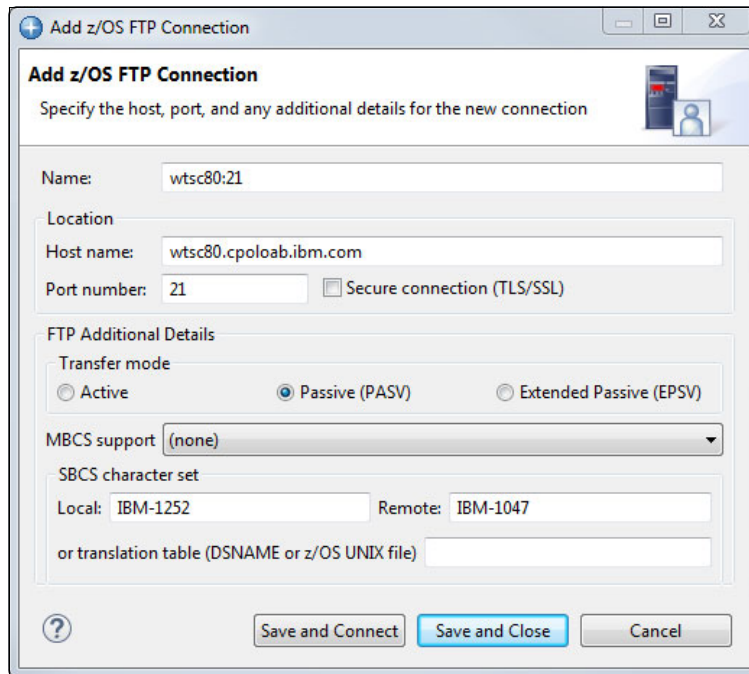 Add z/OS FTP Connection
Add z/OS FTP Connection
Specify the host, port, and any additional details for the new connection
Name: wtsc80:21
Location
Host name: wtsc80.cpoloab.ibm.com
Port number: 21 Secure connection (TLS/SSL)
FTP Additional Details
Transfer mode
Active Passive (PASV) Extended Passive (EPSV)
MBCS support (none)
SBCS character set
Local: IBM-1252 Remote: IBM-1047
or translation table (DSNAME or z/OS UNIX file)
? Save and Connect Save and Close Cancel